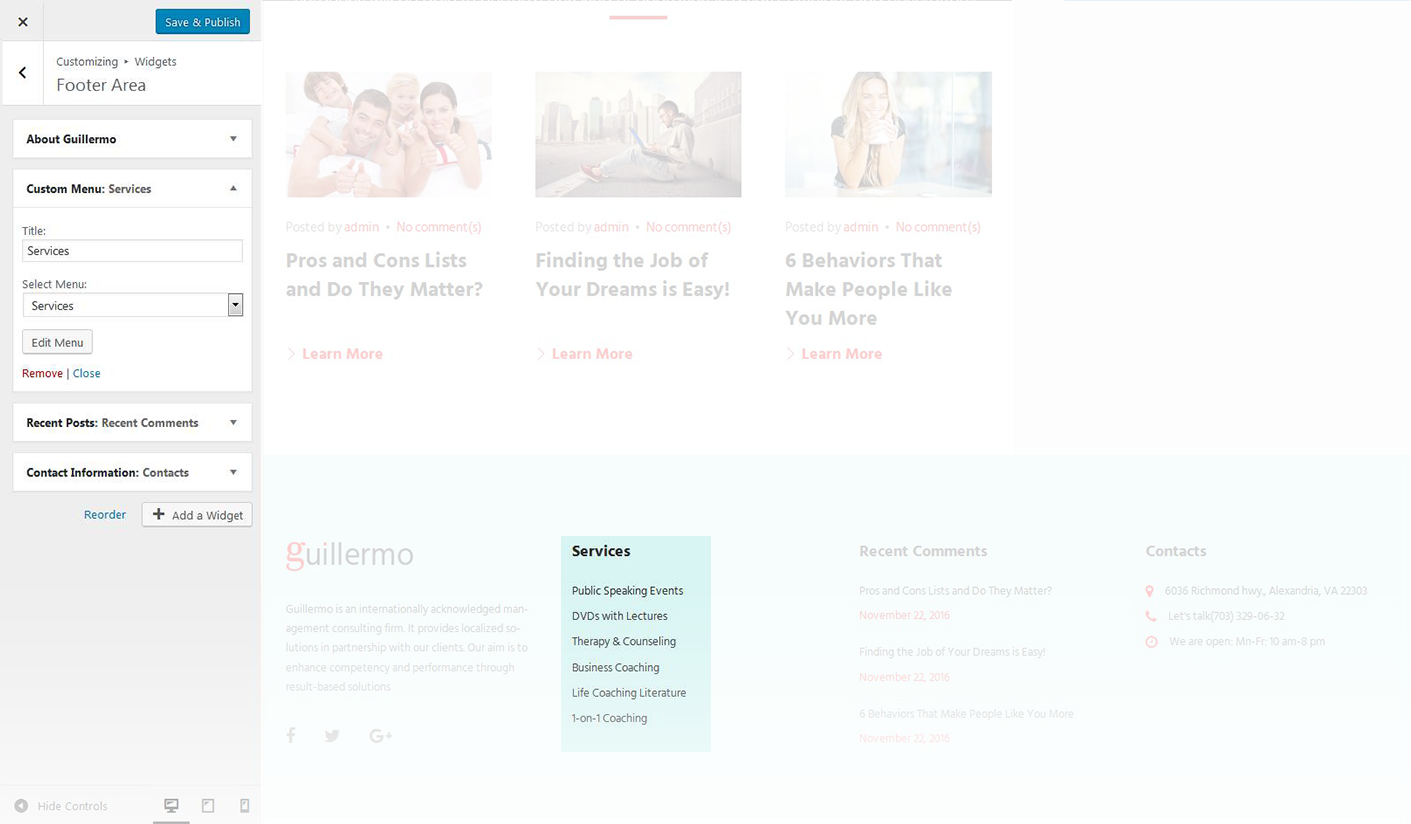 Save & Publish
Customizing ▸ Widgets
Footer Area
About Guillermo
Custom Menu: Services
Title:
Services
Select Menu:
Services
Edit Menu
Remove | Close
Recent Posts: Recent Comments
Contact Information: Contacts
Reorder
Add a Widget
Hide Controls
Posted by admin • No comment(s)
Pros and Cons Lists
and Do They Matter?
Learn More
Posted by admin • No comment(s)
Finding the Job of
Your Dreams is Easy!
Learn More
Posted by admin • No comment(s)
6 Behaviors That
Make People Like
You More
Learn More
guillermo
Guillermo is an internationally acknowledged man-
agement consulting firm. It provides localized so-
lutions in partnership with our clients. Our aim is to
enhance competency and performance through
result-based solutions
Services
Public Speaking Events
DVDs with Lectures
Therapy & Counseling
Business Coaching
Life Coaching Literature
1-on-1 Coaching
Recent Comments
Pros and Cons Lists and Do They Matter?
November 22, 2016
Finding the Job of Your Dreams is Easy!
November 22, 2016
6 Behaviors That Make People Like You More
November 22, 2016
Contacts
6036 Richmond hwy,, Alexandria, VA 22303
Let's talk(703) 329-06-32
We are open: Mn-Fr: 10 am-8 pm